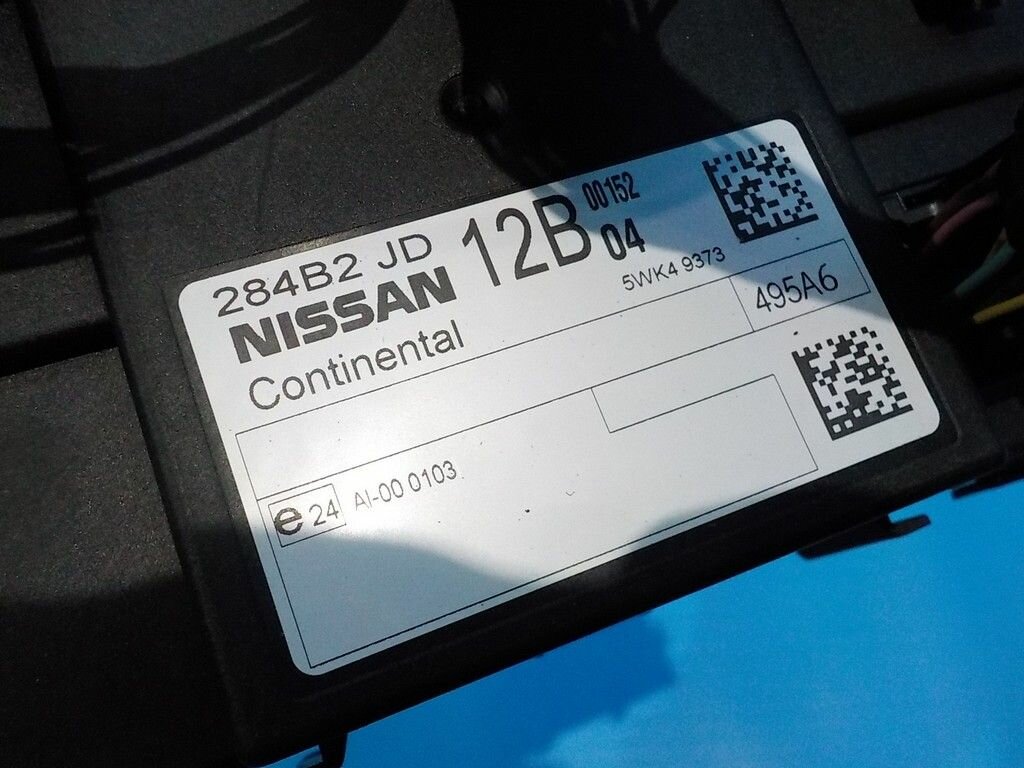 284B2 JD 12B 00152
NISSAN 04
Continental 5WK4 9373
495A6
e24 AI-00 0103